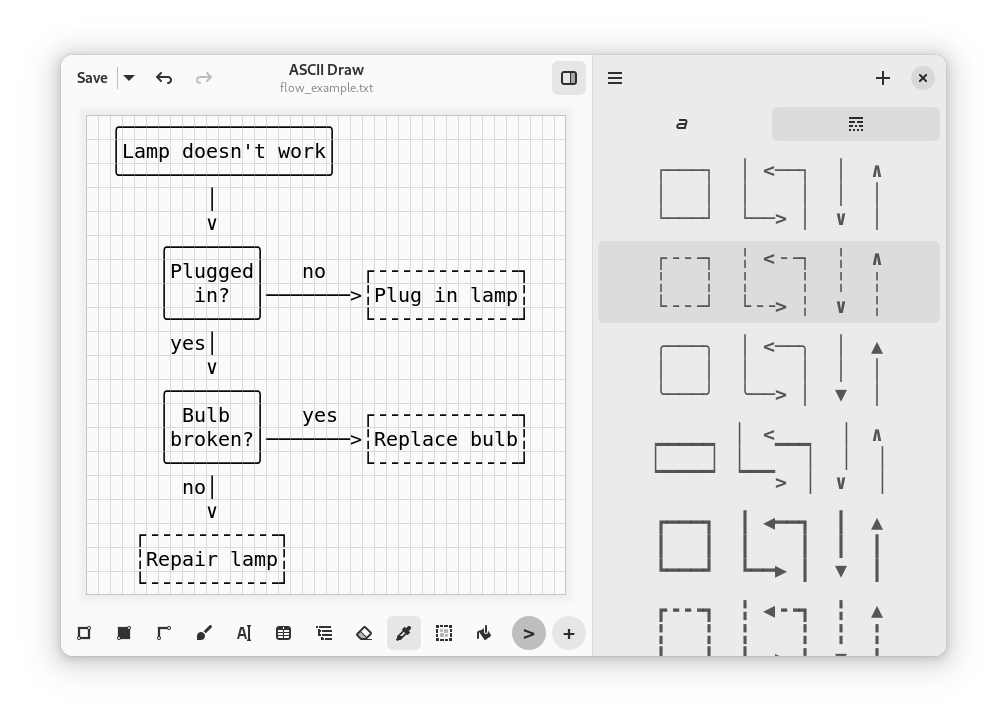 Save
ASCII Draw
flow_example.txt
a
Lamp doesn't work
Plugged
in?
no
Plug in lamp
yes
Bulb
broken?
yes
Replace bulb
no
Repair lamp